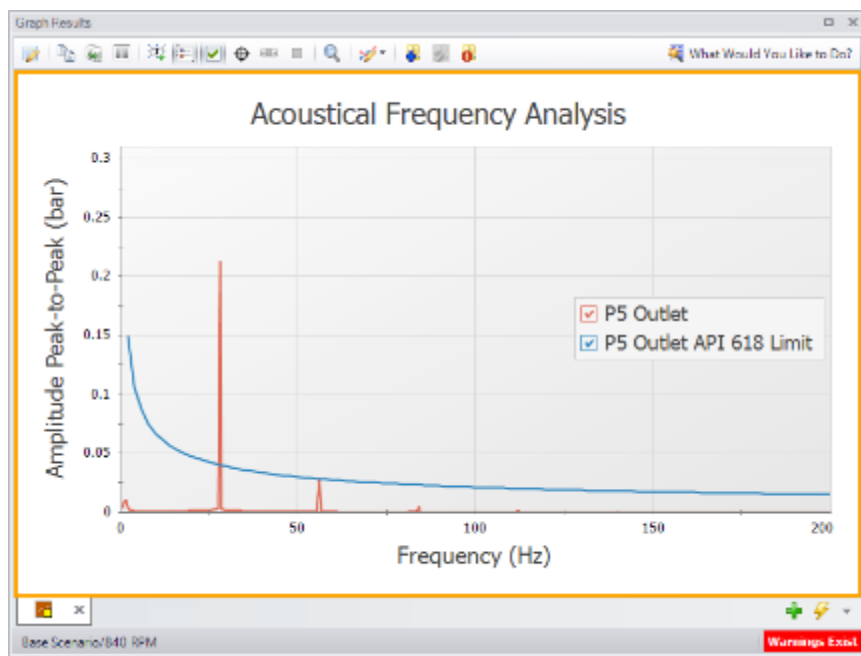 Graph Results
What Would You Like to Do?
Acoustical Frequency Analysis
Amplitude Peak-to-Peak (bar)
0.3
0.25
0.2
0.15
0.1
0.05
0
P5 Outlet
P5 Outlet API 618 Limit
0
50
100
150
200
Frequency (Hz)
Base Scenario/840 RPM
Warnings Exist